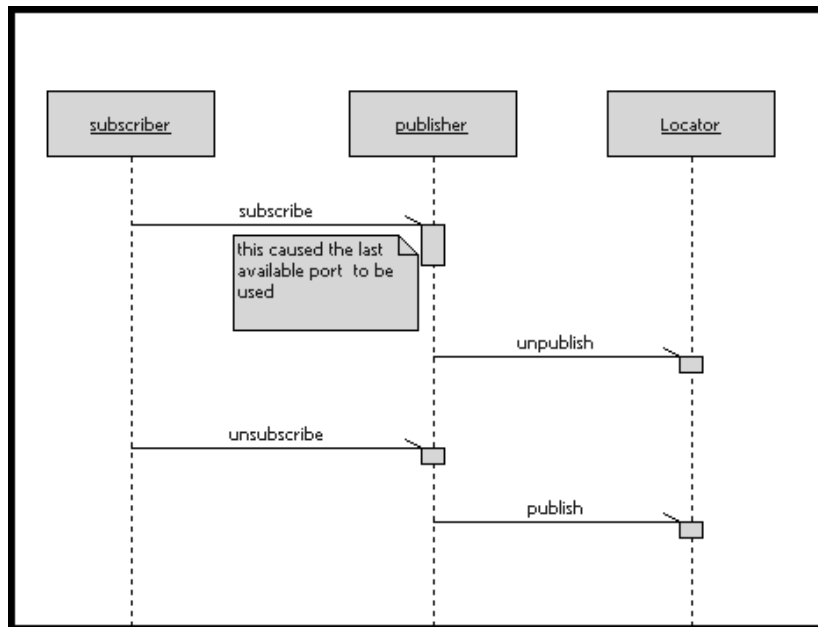 subscriber
publisher
Locator
subscribe
this caused the last
available port to be
used
unpublish
unsubscribe
publish